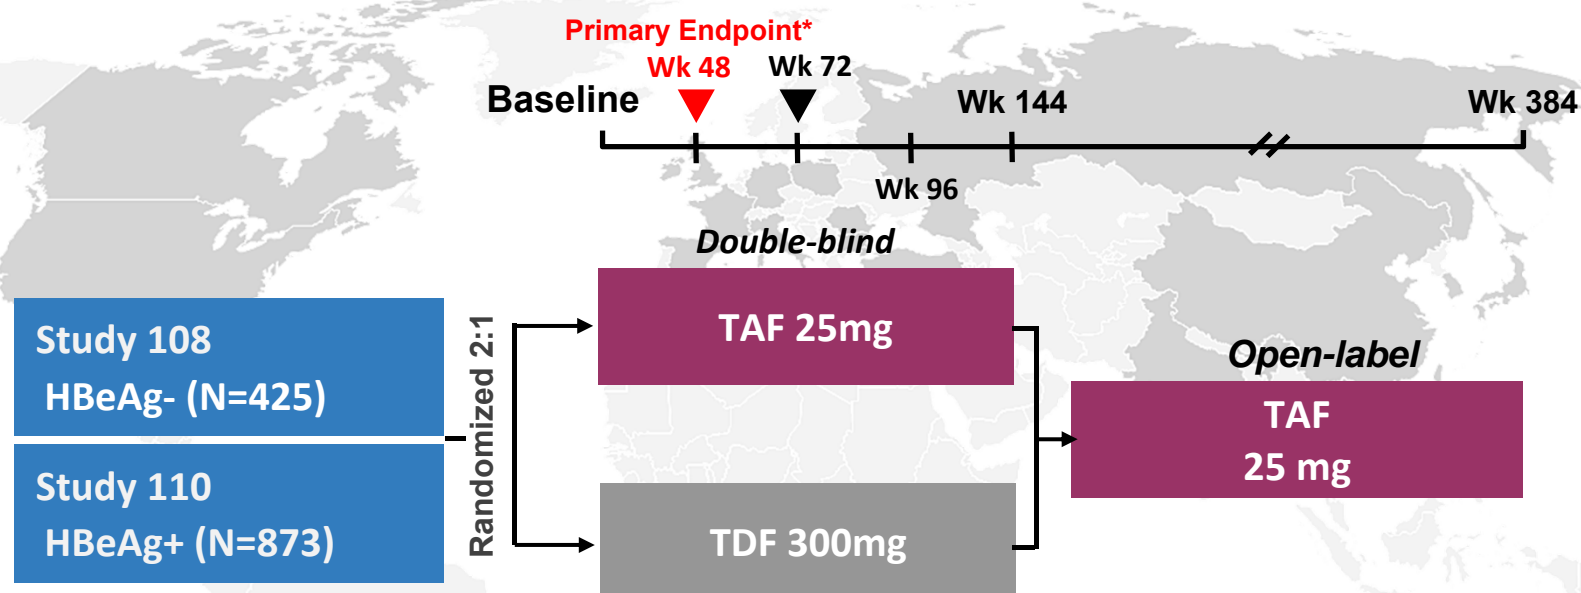 Primary Endpoint*
Wk 48
Wk 72
Baseline
Wk 144
Wk 384
Wk 96
Double-blind
Study 108
HBeAg- (N=425)
Study 110
HBeAg+ (N=873)
Randomized 2:1
TAF 25mg
TDF 300mg
Open-label
TAF
25 mg